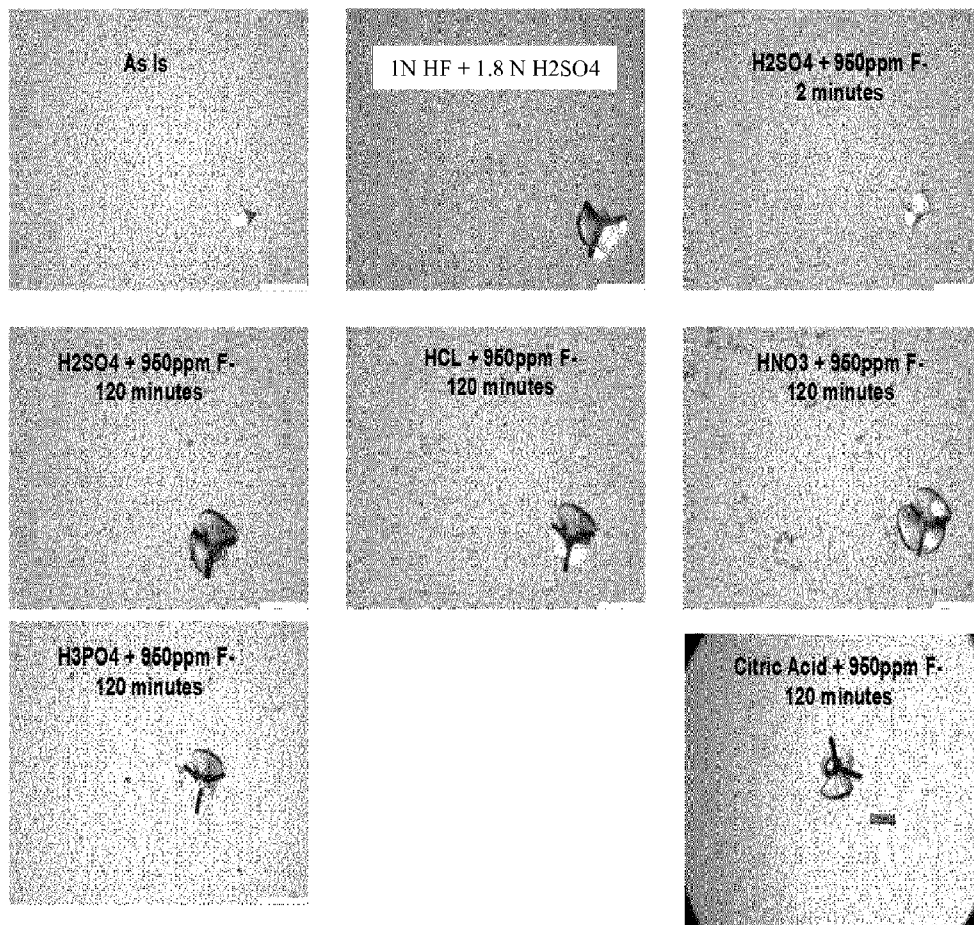 As Is
1N HF + 1.8 N H2SO4
H2SO4 + 950ppm F-
2 minutes
H2SO4 + 950ppm F-
120 minutes
HCL + 950ppm F-
120 minutes
HNO3 + 950ppm F-
120 minutes
H3PO4 + 950ppm F-
120 minutes
Citric Acid + 950ppm F-
120 minutes